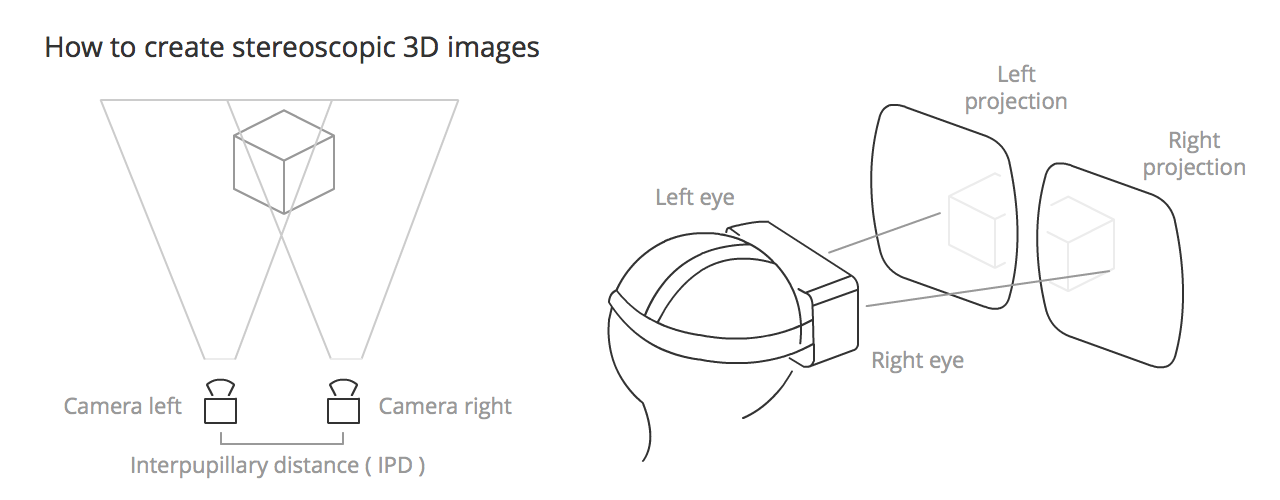 How to create stereoscopic 3D images
Camera left
Camera right
Interpupillary distance ( IPD )
Left
projection
Right
projection
Left eye
Right eye